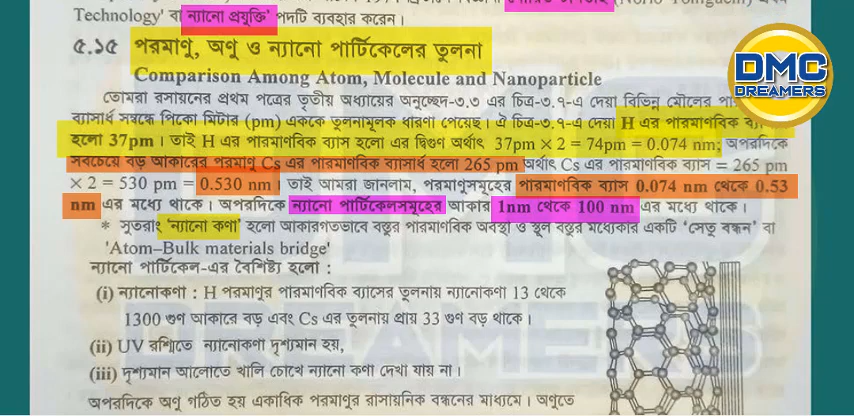 Technology' বা ন্যানো প্রযুক্তি' পদটি ব্যবহার করেন।
৫.১৫ পরমাণু, অণু ও ন্যানো পার্টিকেলের তুলনা
Comparison Among Atom, Molecule and Nanoparticle
তোমরা রসায়নের প্রথম পত্রের তৃতীয় অধ্যায়ের অনুচ্ছেদ-৩.৩ এর চিত্র-৩.৭-এ দেয়া বিভিন্ন মৌলের
ব্যাসার্ধ সম্বন্ধে পিকো মিটার (pm) এককে তুলনামূলক ধারণা পেয়েছ। ঐ চিত্র-৩.৭-এ দেয়া H এর পারমাণবিক
হলো 37pm। তাই H এর পারমাণবিক ব্যাস হলো এর দ্বিগুণ অর্থাৎ 37pm × 2 = 74pm = 0.074 nm; অপরদিকে
সবচেয়ে বড় আকারের পরমাণু Cs এর পারমাণবিক ব্যাসার্ধ হলো 265 pm অর্থাৎ Cs এর পারমাণবিক ব্যাস = 265 pm
× 2 = 530 pm = 0.530 nm। তাই আমরা জানলাম, পরমাণুসমূহের পারমাণবিক ব্যাস 0.074 nm থেকে 0.53
nm এর মধ্যে থাকে। অপরদিকে ন্যানো পার্টিকেলসমূহের আকার 1nm থেকে 100 nm এর মধ্যে থাকে।
* সুতরাং 'ন্যানো কণা' হলো আকারগতভাবে বস্তুর পারমাণবিক অবস্থা ও স্থূল বস্তুর মধ্যেকার একটি 'সেতু বন্ধন' বা
'Atom–Bulk materials bridge'
ন্যানো পার্টিকেল-এর বৈশিষ্ট্য হলো :
(i) ন্যানোকণা : H পরমাণুর পারমাণবিক ব্যাসের তুলনায় ন্যানোকণা 13 থেকে
1300 গুণ আকারে বড় এবং Cs এর তুলনায় প্রায় 33 গুণ বড় থাকে।
(ii) UV রশ্মিতে ন্যানোকণা দৃশ্যমান হয়,
(iii) দৃশ্যমান আলোতে খালি চোখে ন্যানো কণা দেখা যায় না।
অপরদিকে অণু গঠিত হয় একাধিক পরমাণুর রাসায়নিক বন্ধনের মাধ্যমে। অণুতে
DMC
DREAMERS
DREAMERS